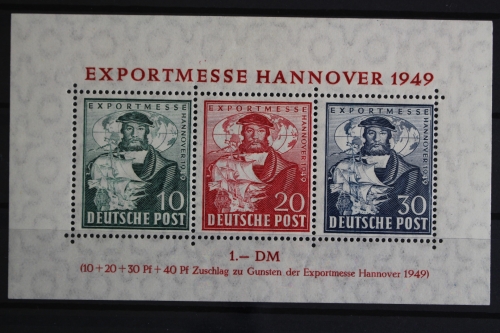 EXPORTMESSE HANNOVER 1949
EXPORTMESSE
HANNOVER 1949
10
DEUTSCHE POST
EXPORTMESSE
HANNOVER 1949
20
DEUTSCHE POST
EXPORTMESSE
HANNOVER 1949
30
DEUTSCHE POST
1.— DM
(10+20+30 Pf+40 Pf Zuschlag zu Gunsten der Exportmesse Hannover 1949)